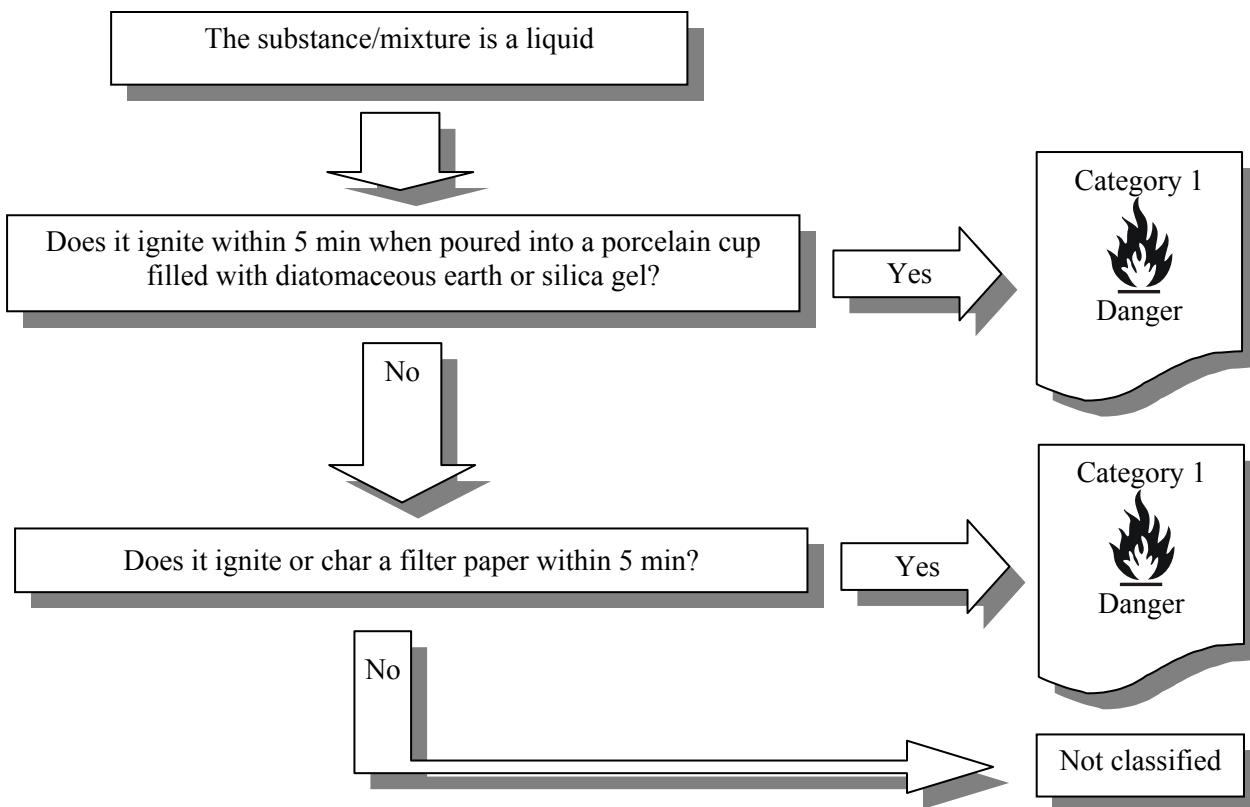 The substance/mixture is a liquid
Does it ignite within 5 min when poured into a porcelain cup
filled with diatomaceous earth or silica gel?
Yes
Category 1
Danger
No
Does it ignite or char a filter paper within 5 min?
Yes
Category 1
Danger
No
Not classified